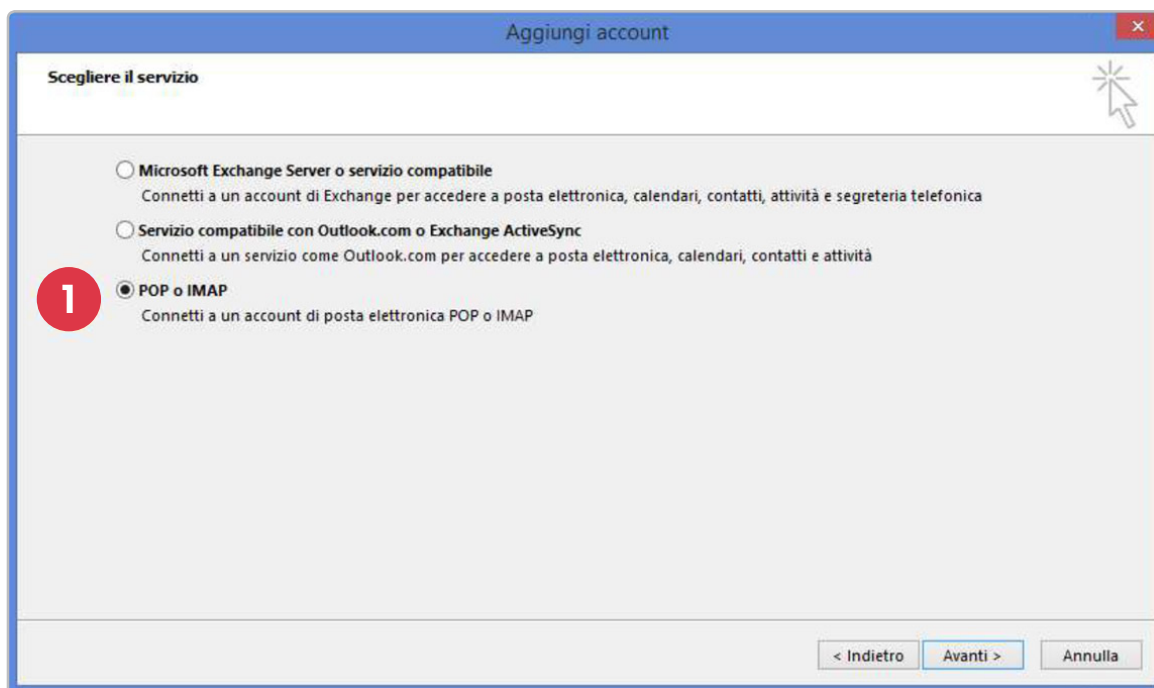 Aggiungi account
Scegliere il servizio
Microsoft Exchange Server o servizio compatibile
Connetti a un account di Exchange per accedere a posta elettronica, calendari, contatti, attività e segreteria telefonica
Servizio compatibile con Outlook.com o Exchange ActiveSync
Connetti a un servizio come Outlook.com per accedere a posta elettronica, calendari, contatti e attività
1
POP o IMAP
Connetti a un account di posta elettronica POP o IMAP
< Indietro Avanti > Annulla